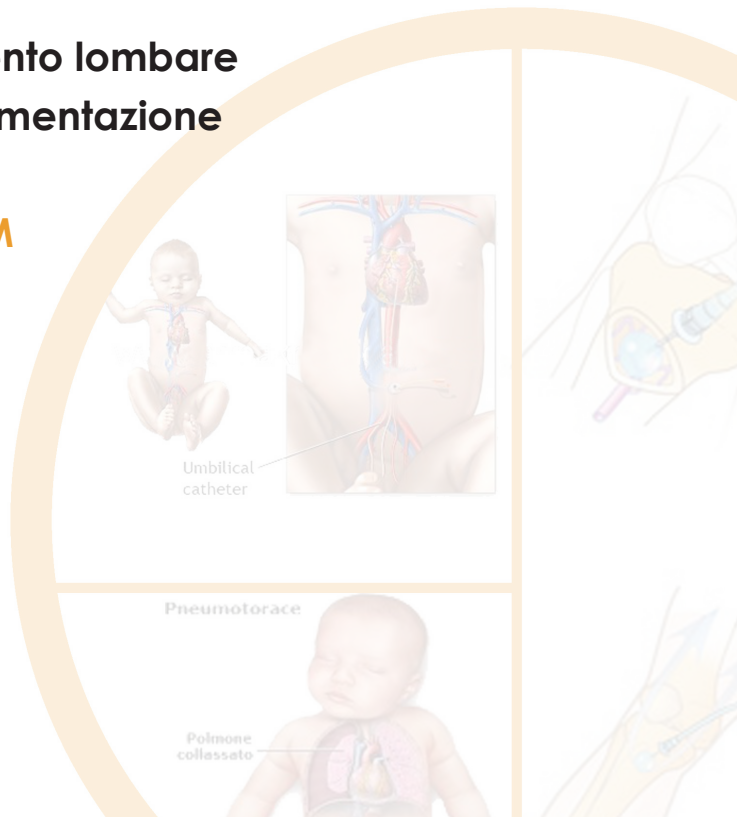 nto lombare
mentazione
M
Umbilical
catheter
Pneumotorace
Polmone
collassato